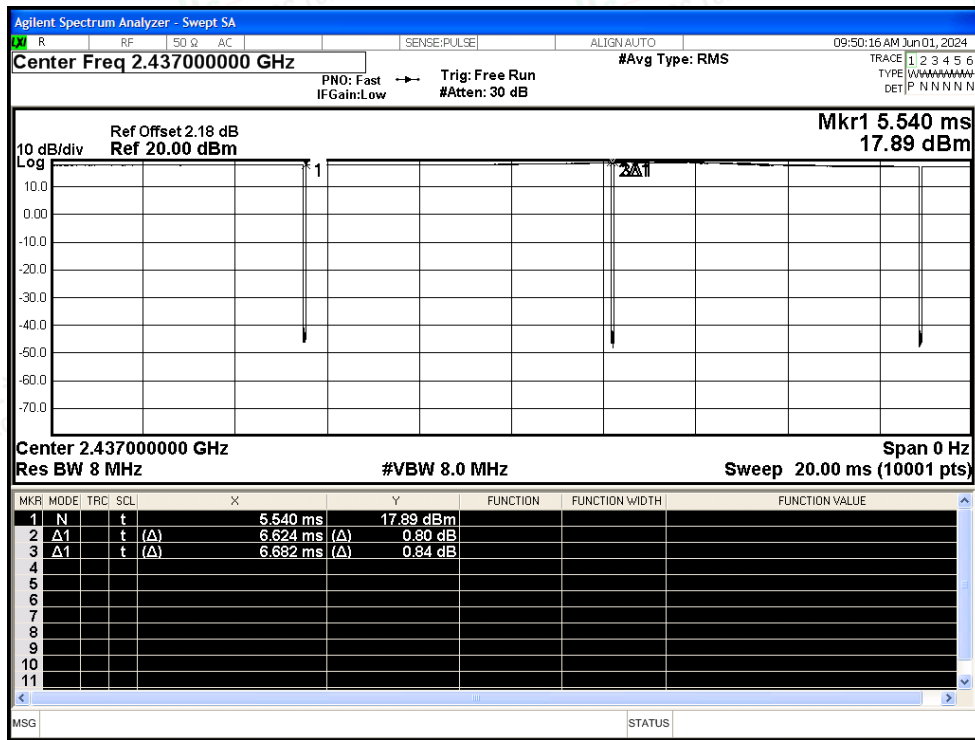 Agilent Spectrum Analyzer - Swept SA
LXI R RF 50 Ω AC SENSE:PULSE ALIGN AUTO 09:50:16 AM Jun 01, 2024
Center Freq 2.437000000 GHz #Avg Type: RMS TRACE 1 2 3 4 5 6
PNO: Fast Trig: Free Run TYPE WWWWWW
IFGain:Low #Atten: 30 dB DET P N N N N N
Mkr1 5.540 ms
17.89 dBm
Ref Offset 2.18 dB
10 dB/div Ref 20.00 dBm
Log
1 2Δ1
10.0
0.00
-10.0
-20.0
-30.0
-40.0
-50.0
-60.0
-70.0
Center 2.437000000 GHz Span 0 Hz
Res BW 8 MHz #VBW 8.0 MHz Sweep 20.00 ms (10001 pts)
MKR MODE TRC SCL X Y FUNCTION FUNCTION WIDTH FUNCTION VALUE
1 N t 5.540 ms 17.89 dBm
2 Δ1 t (Δ) 6.624 ms (Δ) 0.80 dB
3 Δ1 t (Δ) 6.682 ms (Δ) 0.84 dB
4
5
6
7
8
9
10
11
MSG STATUS